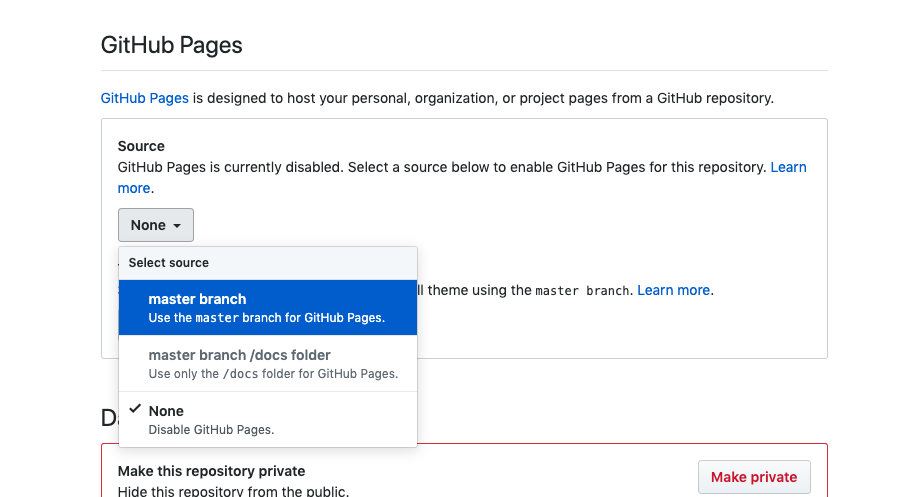 GitHub Pages
GitHub Pages is designed to host your personal, organization, or project pages from a GitHub repository.
Source
GitHub Pages is currently disabled. Select a source below to enable GitHub Pages for this repository. Learn
more.
None
Select source
ll theme using the master branch. Learn more.
master branch
Use the master branch for GitHub Pages.
master branch /docs folder
Use only the /docs folder for GitHub Pages.
None
Disable GitHub Pages.
Make this repository private
Make private
Hide this repository from the public.